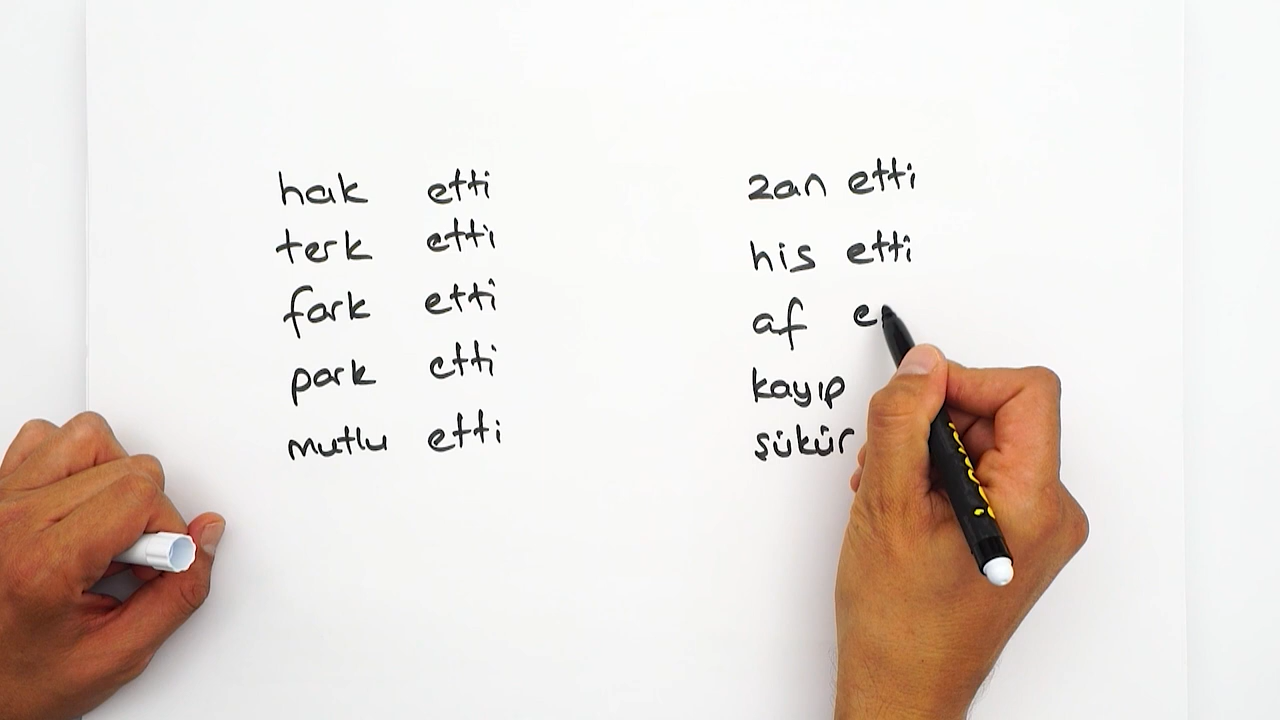 hak etti
terk etti
fark etti
park etti
mutlu etti
zan etti
his etti
af
kayıp
şükür